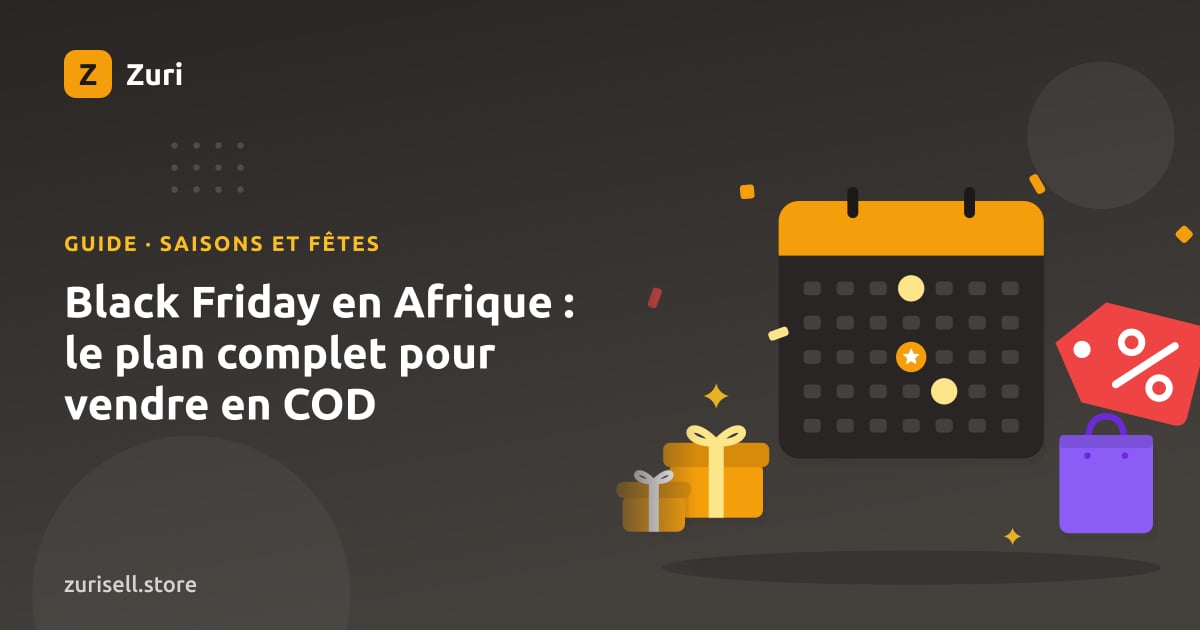 Z Zuri
GUIDE · SAISONS ET FÊTES
Black Friday en Afrique :
le plan complet pour
vendre en COD
%
zurisell.store